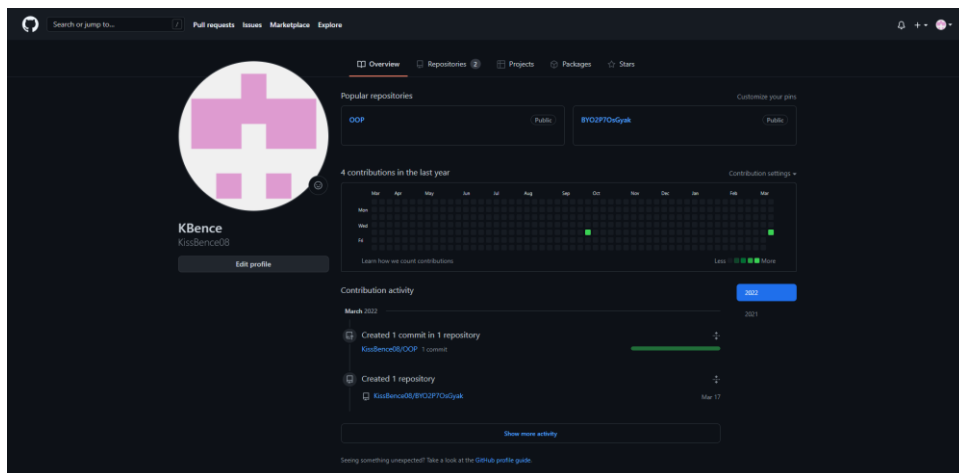 Search or jump to... /
Pull requests Issues Marketplace Explore
Overview Repositories 2 Projects Packages Stars
KBence
KissBence08
Edit profile
Popular repositories
Customize your pins
OOP Public
BYO2P7OsGyak Public
4 contributions in the last year
Contribution settings
Mar Apr May Jun Jul Aug Sep Oct Nov Dec Jan Feb Mar
Mon
Wed
Fri
Learn how we count contributions
Less More
Contribution activity
2022
2021
March 2022
Created 1 commit in 1 repository
KissBence08/OOP 1 commit
Created 1 repository
KissBence08/BYO2P7OsGyak Mar 17
Show more activity
Seeing something unexpected? Take a look at the GitHub profile guide.